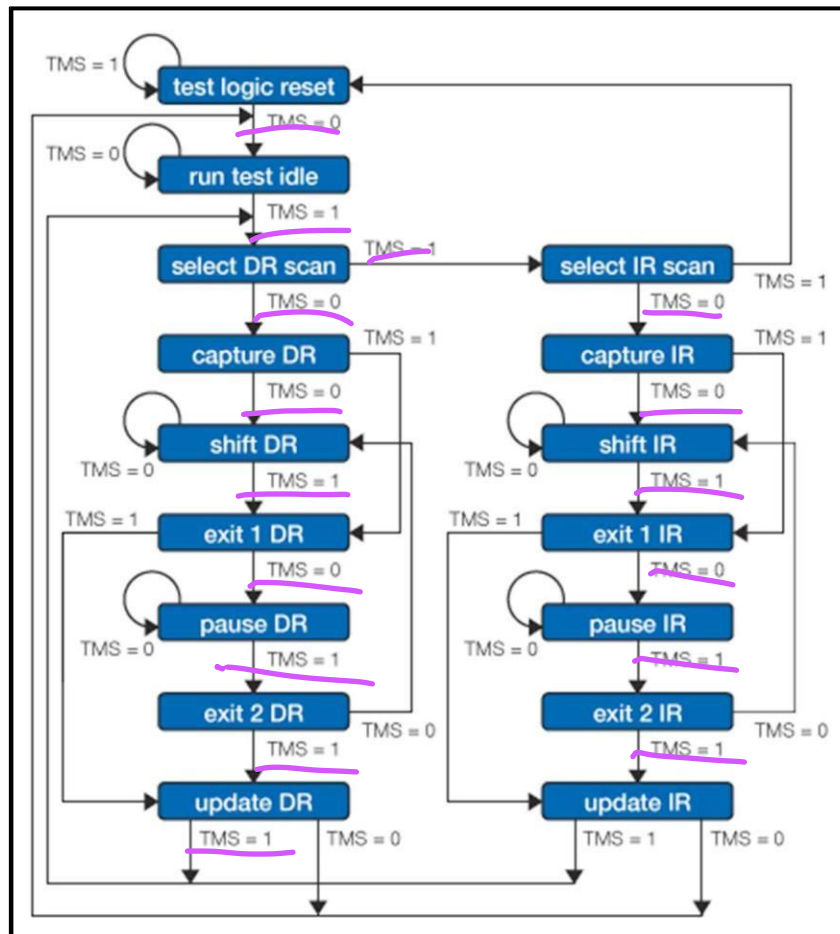 TMS = 1
test logic reset
TMS = 0
TMS = 0
run test idle
TMS = 1
select DR scan
TMS = 1
select IR scan
TMS = 1
TMS = 0
TMS = 0
capture DR
TMS = 1
capture IR
TMS = 1
TMS = 0
TMS = 0
shift DR
shift IR
TMS = 0
TMS = 1
TMS = 0
TMS = 1
TMS = 1
exit 1 DR
TMS = 1
exit 1 IR
TMS = 0
TMS = 0
pause DR
pause IR
TMS = 0
TMS = 1
TMS = 0
TMS = 1
exit 2 DR
TMS = 0
exit 2 IR
TMS = 0
TMS = 1
TMS = 1
update DR
update IR
TMS = 1
TMS = 0
TMS = 1
TMS = 0